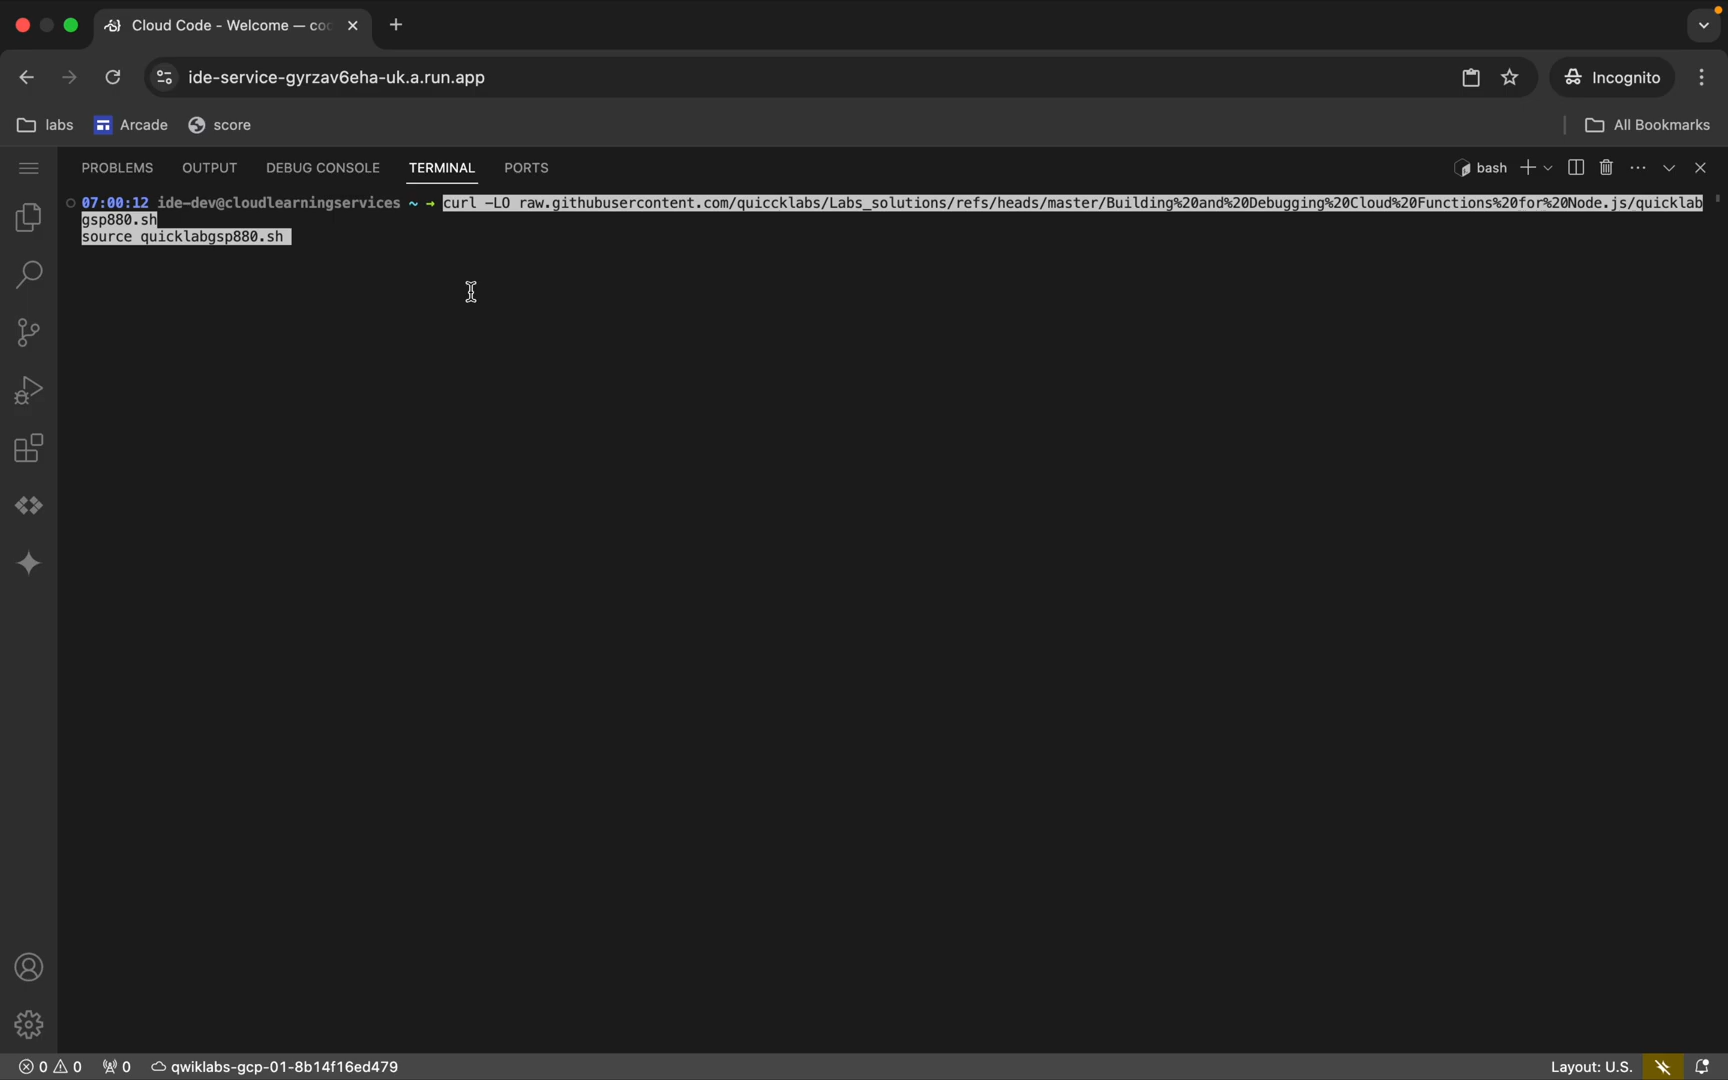 Cloud Code - Welcome — co
ide-service-gyrzav6eha-uk.a.run.app
Incognito
labs
Arcade
score
All Bookmarks
PROBLEMS
OUTPUT
DEBUG CONSOLE
TERMINAL
PORTS
bash
07:00:12 ide-dev@cloudlearningservices ~ → curl -LO raw.githubusercontent.com/quiccklabs/Labs_solutions/refs/heads/master/Building%20and%20Debugging%20Cloud%20Functions%20for%20Node.js/quicklab
gsp880.sh
source quicklabgsp880.sh
0 0
0
qwiklabs-gcp-01-8b14f16ed479
Layout: U.S.